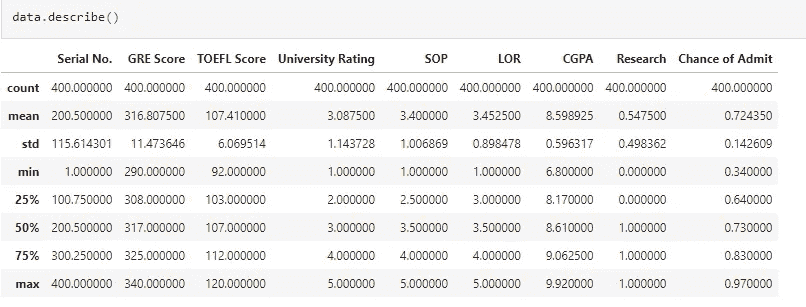 data.describe()
Serial No. GRE Score TOEFL Score University Rating SOP LOR CGPA Research Chance of Admit
count 400.000000 400.000000 400.000000 400.000000 400.000000 400.000000 400.000000 400.000000 400.000000
mean 200.500000 316.807500 107.410000 3.087500 3.400000 3.452500 8.598925 0.547500 0.724350
std 115.614301 11.473646 6.069514 1.143728 1.006869 0.898478 0.596317 0.498362 0.142609
min 1.000000 290.000000 92.000000 1.000000 1.000000 1.000000 6.800000 0.000000 0.340000
25% 100.750000 308.000000 103.000000 2.000000 2.500000 3.000000 8.170000 0.000000 0.640000
50% 200.500000 317.000000 107.000000 3.000000 3.500000 3.500000 8.610000 1.000000 0.730000
75% 300.250000 325.000000 112.000000 4.000000 4.000000 4.000000 9.062500 1.000000 0.830000
max 400.000000 340.000000 120.000000 5.000000 5.000000 5.000000 9.920000 1.000000 0.970000